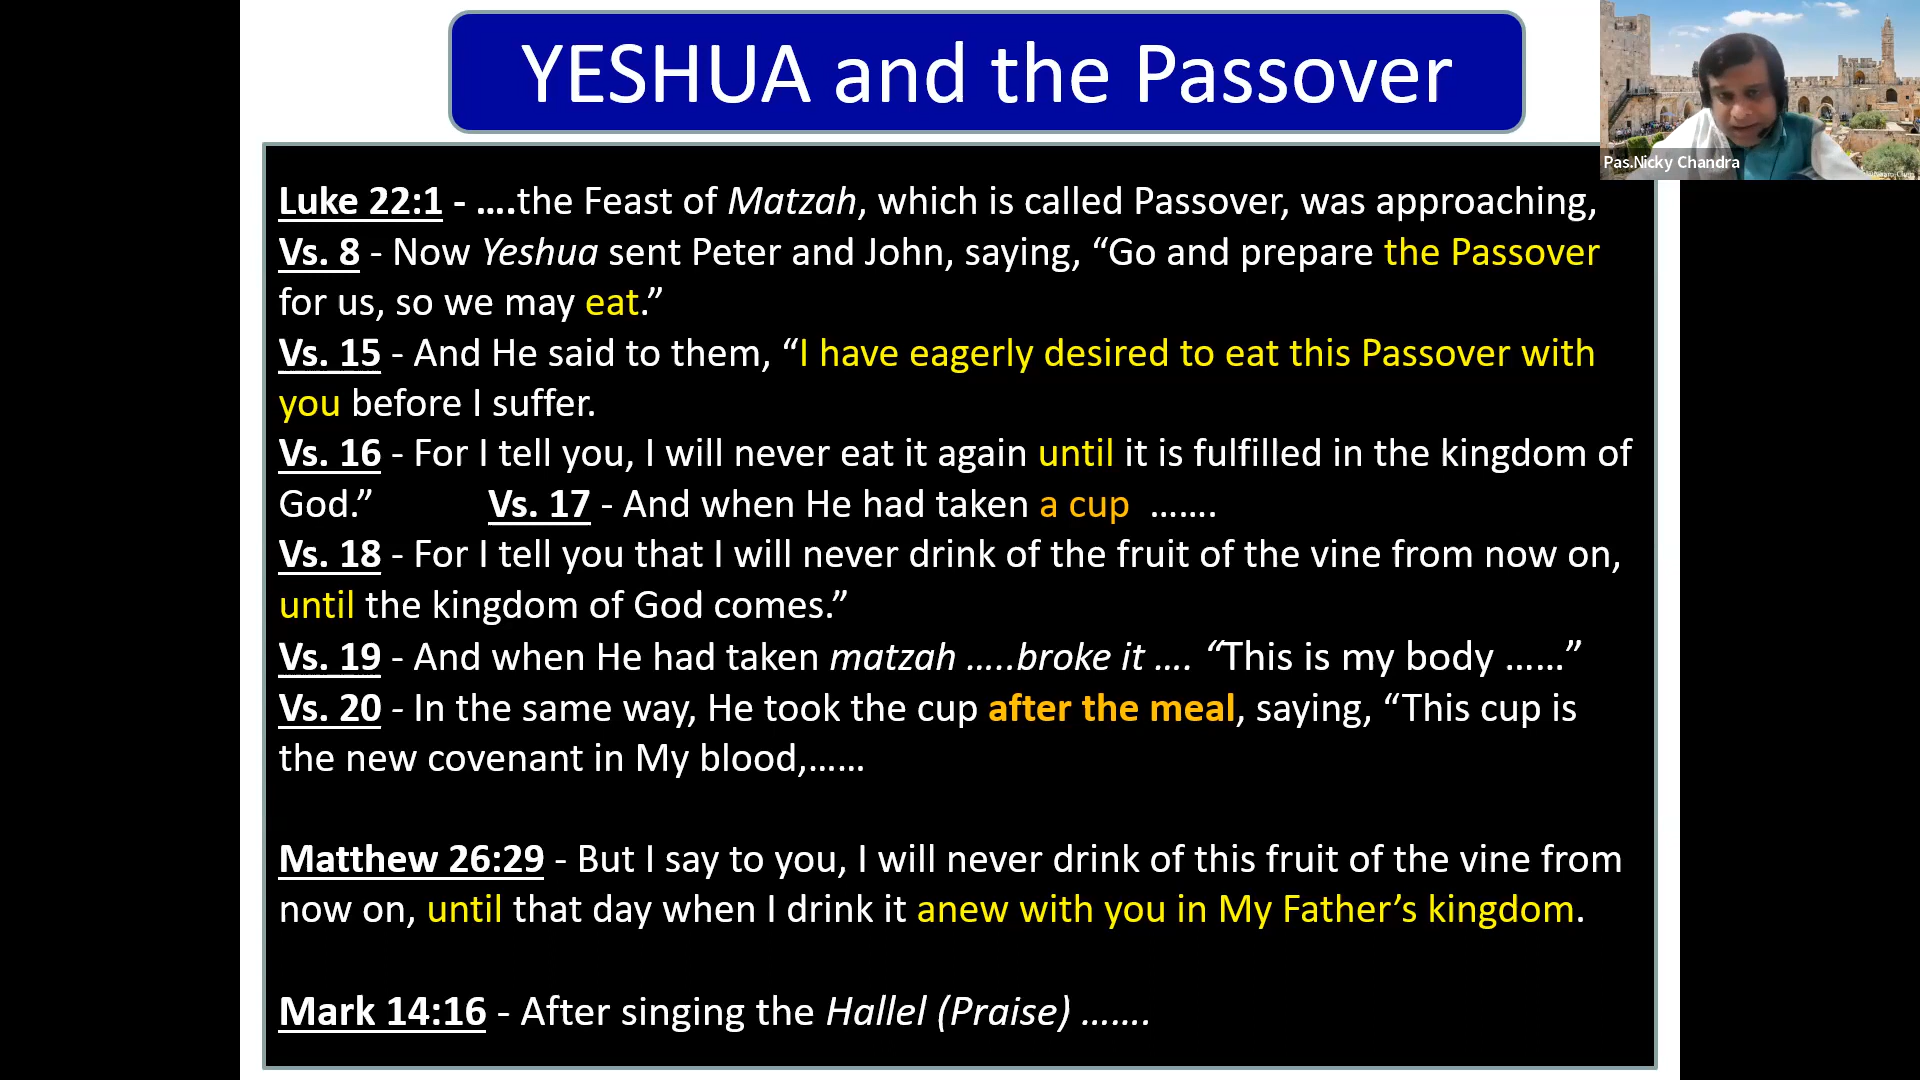 YESHUA and the Passover
Pas.Nicky Chandra
Luke 22:1 - ....the Feast of Matzah, which is called Passover, was approaching,
Vs. 8 - Now Yeshua sent Peter and John, saying, “Go and prepare the Passover
for us, so we may eat.”
Vs. 15 - And He said to them, “I have eagerly desired to eat this Passover with
you before I suffer.
Vs. 16 - For I tell you, I will never eat it again until it is fulfilled in the kingdom of
God.” Vs. 17 - And when He had taken a cup .......
Vs. 18 - For I tell you that I will never drink of the fruit of the vine from now on,
until the kingdom of God comes.”
Vs. 19 - And when He had taken matzah .....broke it .... “This is my body ......”
Vs. 20 - In the same way, He took the cup after the meal, saying, “This cup is
the new covenant in My blood,......
Matthew 26:29 - But I say to you, I will never drink of this fruit of the vine from
now on, until that day when I drink it anew with you in My Father’s kingdom.
Mark 14:16 - After singing the Hallel (Praise) .......